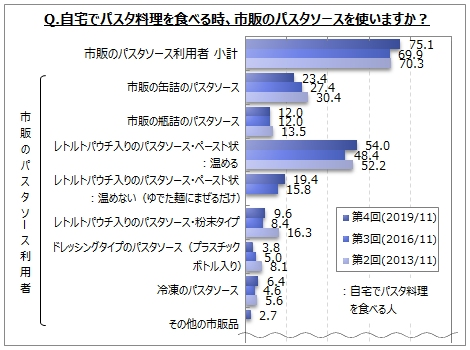 Q.自宅でパスタ料理を食べる時、市販のパスタソースを使いますか？
市販のパスタソース利用者 小計
75.1
69.9
70.3
市販のパスタソース利用者
市販の缶詰のパスタソース
23.4
27.4
30.4
市販の瓶詰のパスタソース
12.0
12.0
13.5
レトルトパウチ入りのパスタソース・ペースト状
：温める
54.0
48.4
52.2
レトルトパウチ入りのパスタソース・ペースト状
：温めない（ゆでた麺にまぜるだけ）
19.4
15.8
レトルトパウチ入りのパスタソース・粉末タイプ
9.6
8.4
16.3
ドレッシングタイプのパスタソース（プラスチック
ボトル入り）
3.8
5.0
8.1
冷凍のパスタソース
6.4
4.6
5.6
その他の市販品
2.7
第4回(2019/11)
第3回(2016/11)
第2回(2013/11)
：自宅でパスタ料理
を食べる人